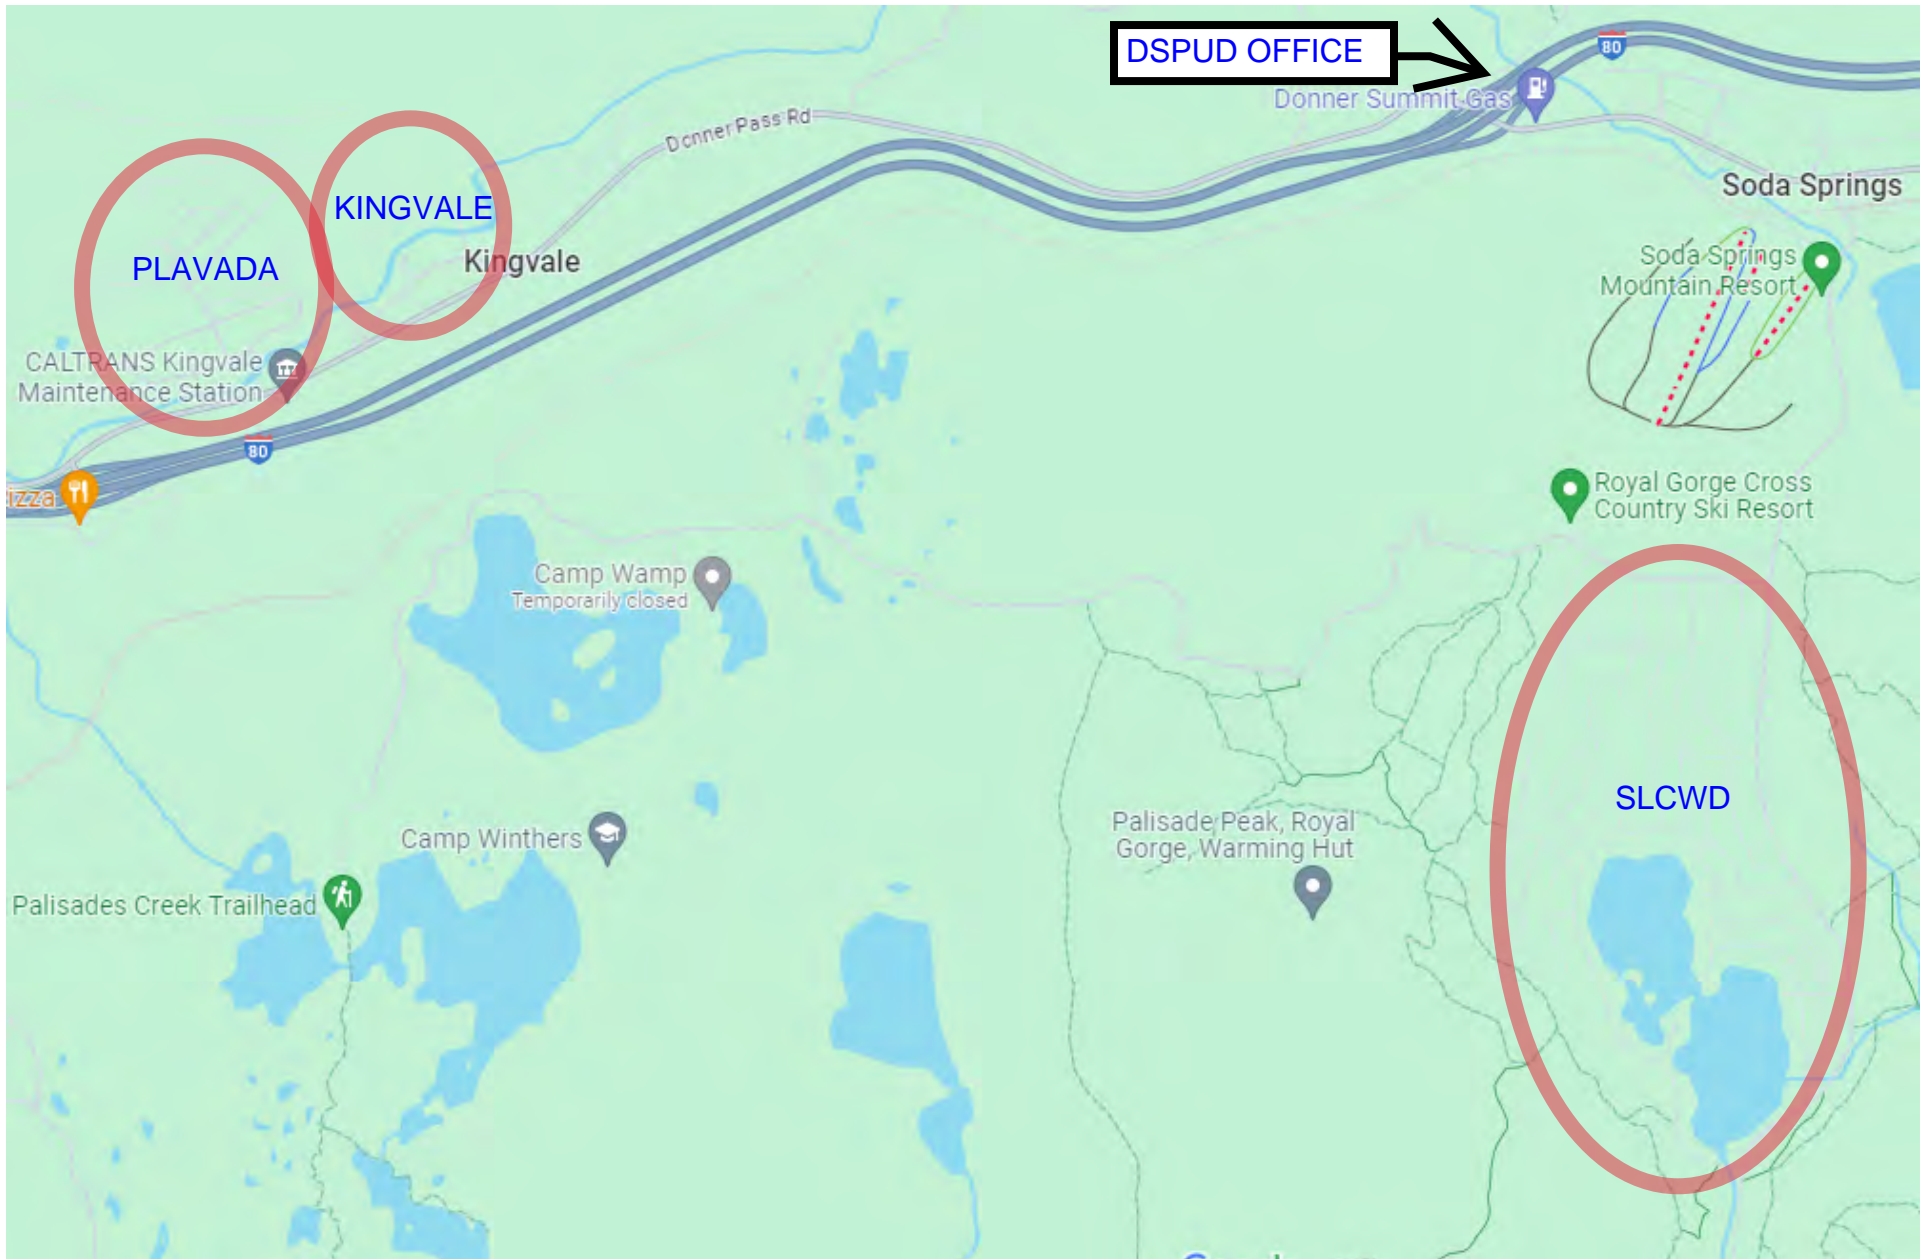 DSPUD OFFICE
80
Donner Summit Gas
Donner Pass Rd
Soda Springs
KINGVALE
PLAVADA
Kingvale
Soda Springs
Mountain Resort
CALTRANS Kingvale
Maintenance Station
80
izza
Royal Gorge Cross
Country Ski Resort
Camp Wamp
Temporarily closed
SLCWD
Palisade Peak, Royal
Gorge, Warming Hut
Camp Winthers
Palisades Creek Trailhead